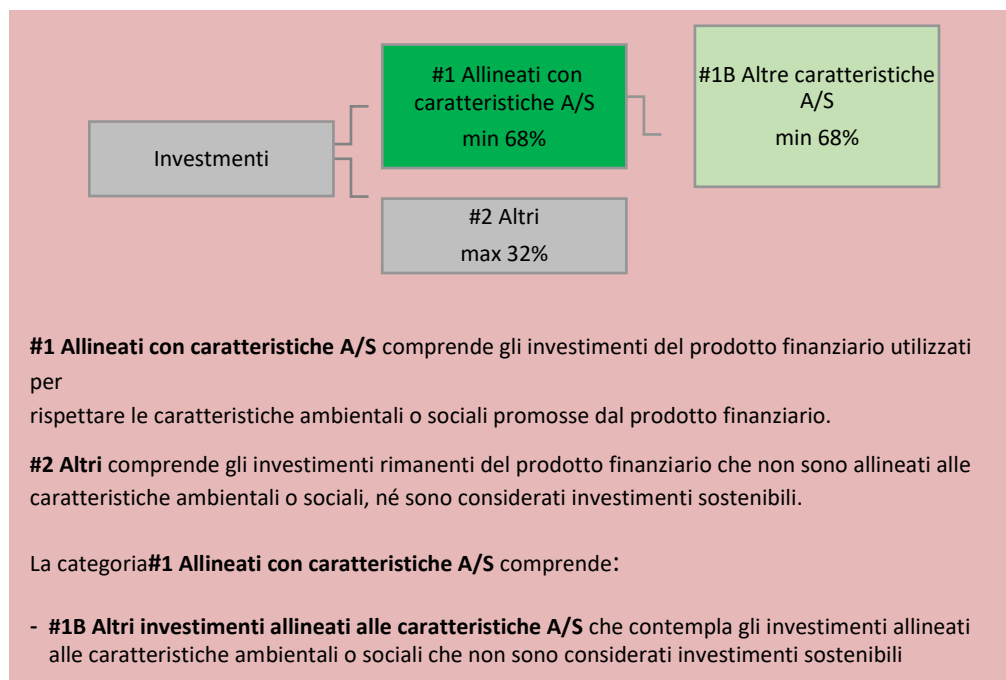 #1 Allineati con
caratteristiche A/S
min 68%
#1B Altre caratteristiche
A/S
min 68%
Investmenti
#2 Altri
max 32%
#1 Allineati con caratteristiche A/S comprende gli investimenti del prodotto finanziario utilizzati
per
rispettare le caratteristiche ambientali o sociali promosse dal prodotto finanziario.
#2 Altri comprende gli investimenti rimanenti del prodotto finanziario che non sono allineati alle
caratteristiche ambientali o sociali, né sono considerati investimenti sostenibili.
La categoria#1 Allineati con caratteristiche A/S comprende:
- #1B Altri investimenti allineati alle caratteristiche A/S che contempla gli investimenti allineati
alle caratteristiche ambientali o sociali che non sono considerati investimenti sostenibili